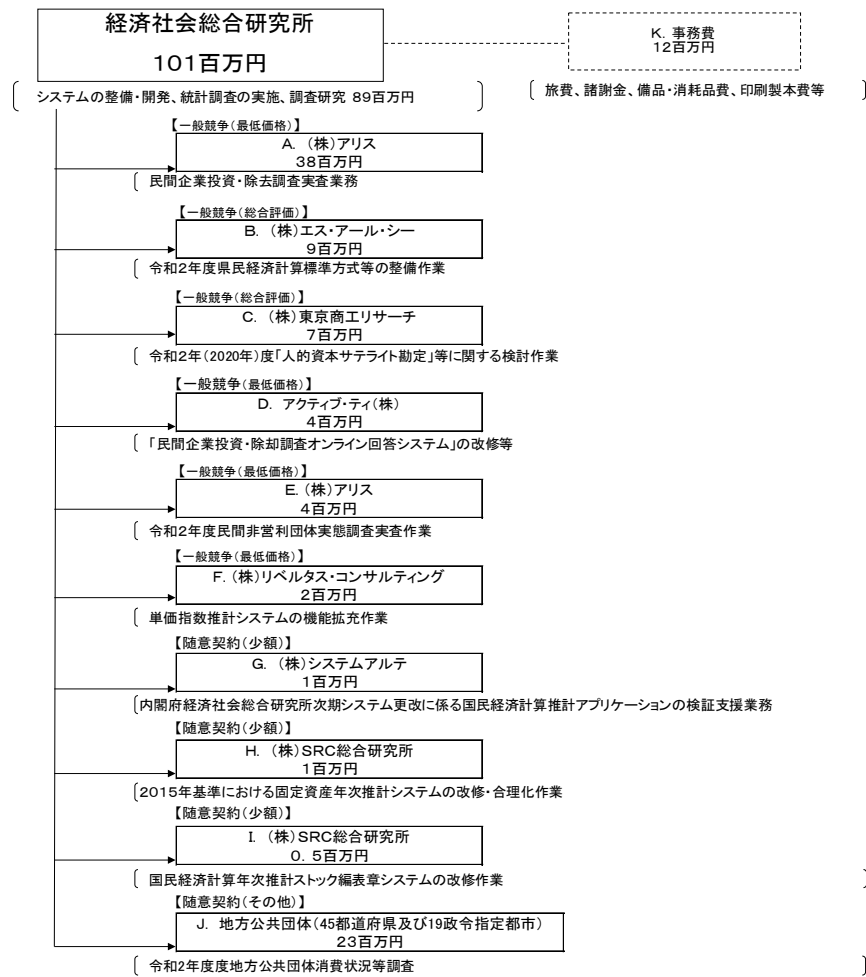 経済社会総合研究所
101百万円
K. 事務費
12百万円
システムの整備・開発、統計調査の実施、調査研究 89百万円
旅費、諸謝金、備品・消耗品費、印刷製本費等
【一般競争(最低価格)】
A. (株)アリス
38百万円
民間企業投資・除去調査実査業務
【一般競争(総合評価)】
B. (株)エス・アール・シー
9百万円
令和2年度県民経済計算標準方式等の整備作業
【一般競争(総合評価)】
C. (株)東京商工リサーチ
7百万円
令和2年(2020年)度「人的資本サテライト勘定」等に関する検討作業
【一般競争(最低価格)】
D. アクティブ・ティ(株)
4百万円
「民間企業投資・除却調査オンライン回答システム」の改修等
【一般競争(最低価格)】
E. (株)アリス
4百万円
令和2年度民間非営利団体実態調査実査作業
【一般競争(最低価格)】
F. (株)リベルタス・コンサルティング
2百万円
単価指数推計システムの機能拡充作業
【随意契約(少額)】
G. (株)システムアルテ
1百万円
内閣府経済社会総合研究所次期システム更改に係る国民経済計算推計アプリケーションの検証支援業務
【随意契約(少額)】
H. (株)SRC総合研究所
1百万円
2015年基準における固定資産年次推計システムの改修・合理化作業
【随意契約(少額)】
I. (株)SRC総合研究所
0. 5百万円
国民経済計算年次推計ストック編表章システムの改修作業
【随意契約(その他)】
J. 地方公共団体(45都道府県及び19政令指定都市)
23百万円
令和2年度度地方公共団体消費状況等調査